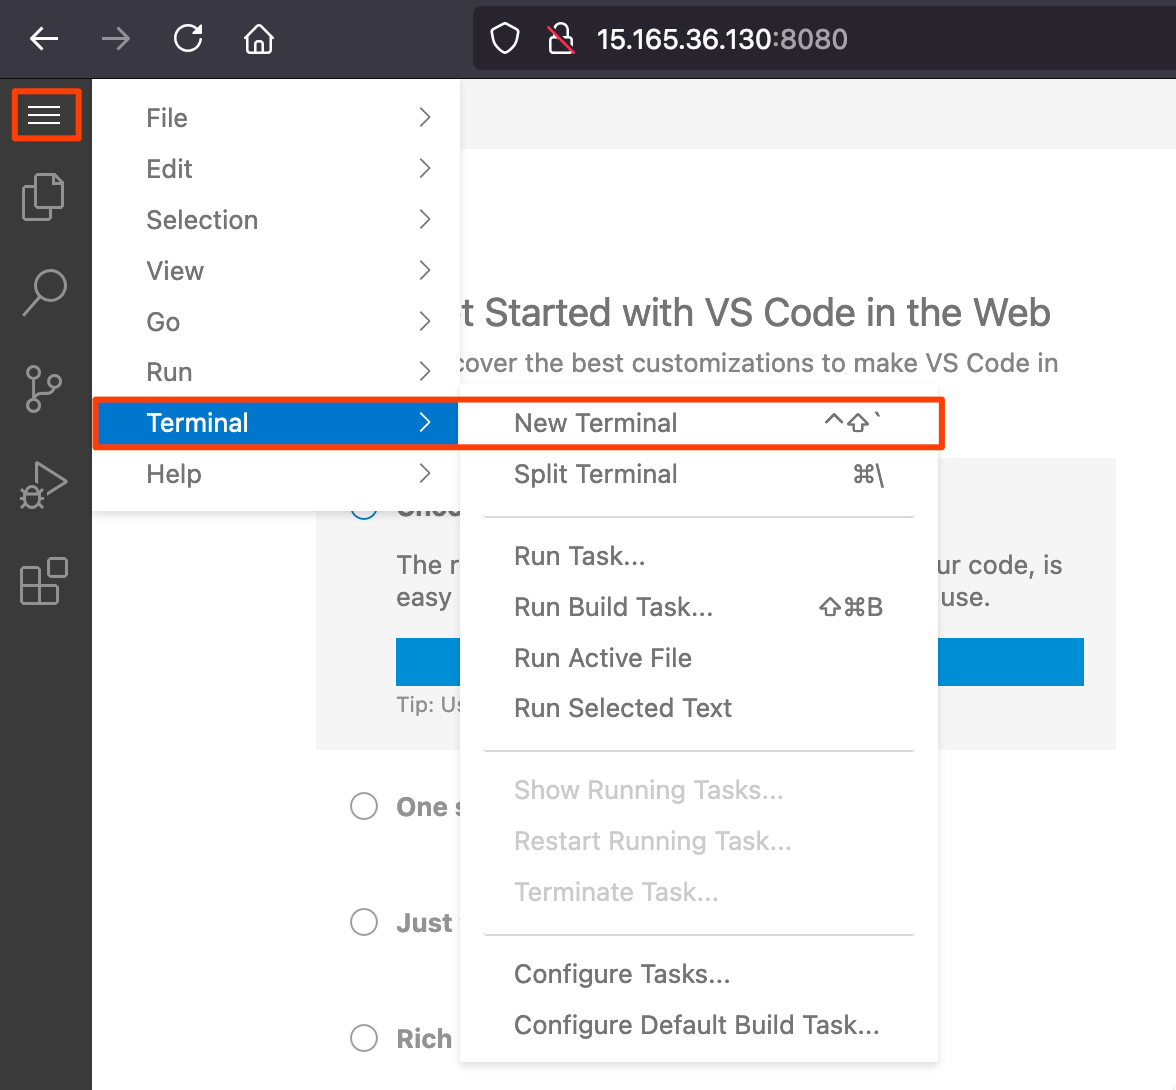 15.165.36.130:8080
File
Edit
Selection
View
Go
Run
Terminal
Help
New Terminal ^⇧`
Split Terminal ⌘\
Run Task...
Run Build Task... ⇧⌘B
Run Active File
Run Selected Text
Show Running Tasks...
Restart Running Task...
Terminate Task...
Configure Tasks...
Configure Default Build Task...
Started with VS Code in the Web
the best customizations to make VS Code in
The
code, is
easy
use.
Tip:
One
Just
Rich